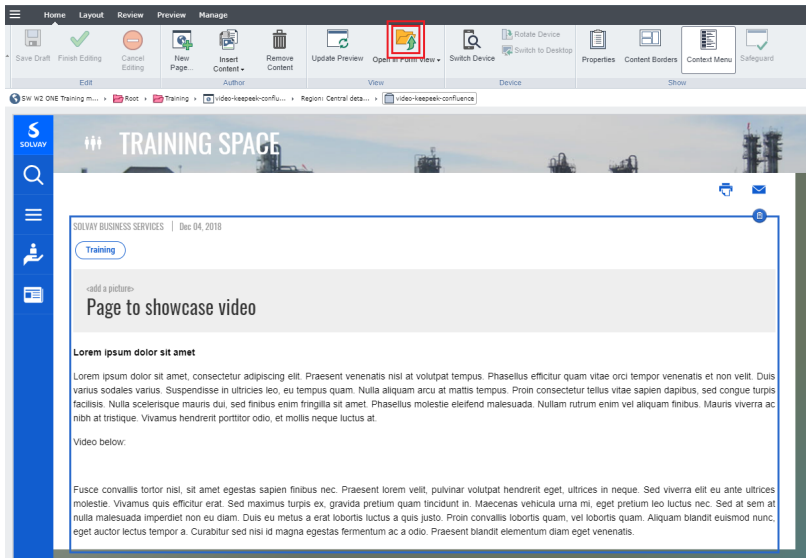 Home Layout Review Preview Manage
Save Draft Finish Editing Cancel Editing New Page... Insert Content Remove Content Update Preview Open in Form View Switch Device Rotate Device Switch to Desktop Properties Content Borders Context Menu Safeguard
Edit Author View Device Show
SW W2 ONE Training m... Root Training video-keepeek-conflu... Region: Central deta... video-keepeek-confluence
S
SOLVAY
TRAINING SPACE
SOLVAY BUSINESS SERVICES | Dec 04, 2018
Training
<add a picture>
Page to showcase video
Lorem ipsum dolor sit amet
Lorem ipsum dolor sit amet, consectetur adipiscing elit. Praesent venenatis nisl at volutpat tempus. Phasellus efficitur quam vitae orci tempor venenatis et non velit. Duis
varius sodales varius. Suspendisse in ultricies leo, eu tempus quam. Nulla aliquam arcu at mattis tempus. Proin consectetur tellus vitae sapien dapibus, sed congue turpis
facilisis. Nulla scelerisque mauris dui, sed finibus enim fringilla sit amet. Phasellus molestie eleifend malesuada. Nullam rutrum enim vel aliquam finibus. Mauris viverra ac
nibh at tristique. Vivamus hendrerit porttitor odio, et mollis neque luctus at.
Video below:
Fusce convallis tortor nisl, sit amet egestas sapien finibus nec. Praesent lorem velit, pulvinar volutpat hendrerit eget, ultrices in neque. Sed viverra elit eu ante ultrices
molestie. Vivamus quis efficitur erat. Sed maximus turpis ex, gravida pretium quam tincidunt in. Maecenas vehicula urna mi, eget pretium leo luctus nec. Sed at sem at
nulla malesuada imperdiet non eu diam. Duis eu metus a erat lobortis luctus a quis justo. Proin convallis lobortis quam, vel lobortis quam. Aliquam blandit euismod nunc,
eget auctor lectus tempor a. Curabitur sed nisi id magna egestas fermentum ac a odio. Praesent blandit elementum diam eget venenatis.